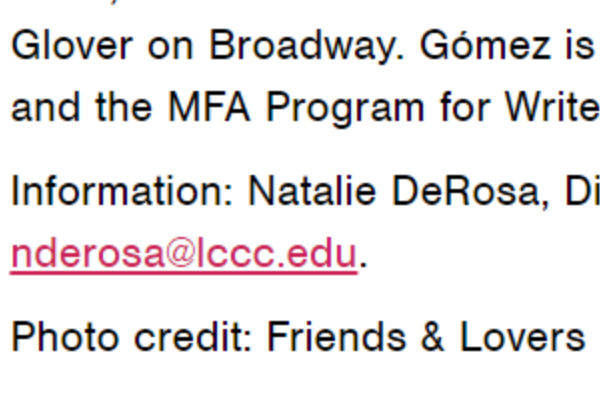 Glover on Broadway. Gómez is
and the MFA Program for Write
Information: Natalie DeRosa, Di
nderosa@lccc.edu.
Photo credit: Friends & Lovers